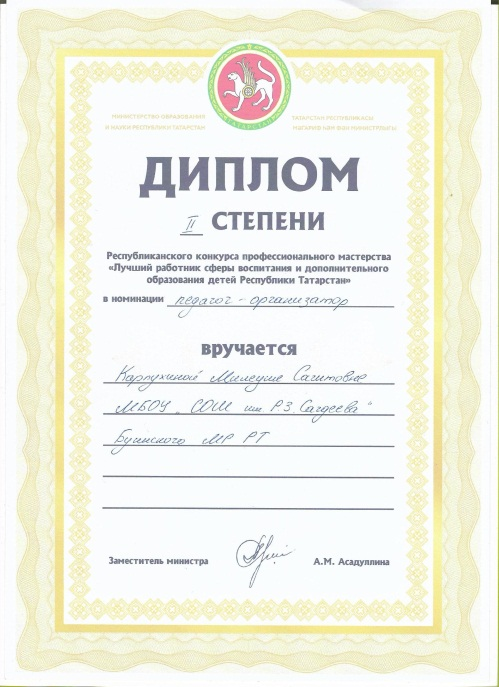 МИНИСТЕРСТВО ОБРАЗОВАНИЯ
И НАУКИ РЕСПУБЛИКИ ТАТАРСТАН
ТАТАРСТАН РЕСПУБЛИКАСЫ
МӘГАРИФ ҺӘМ ФӘН МИНИСТРЛЫГЫ
ТАТАРСТАН
ДИПЛОМ
II СТЕПЕНИ
Республиканского конкурса профессионального мастерства
«Лучший работник сферы воспитания и дополнительного
образования детей Республики Татарстан»
в номинации педагог - организатор
вручается
Карпухиной Милеуше Сагитовне
МБОУ „СОШ им Р.З. Сагдеева"
Буинского МР РТ
Заместитель министра А.М. Асадуллина